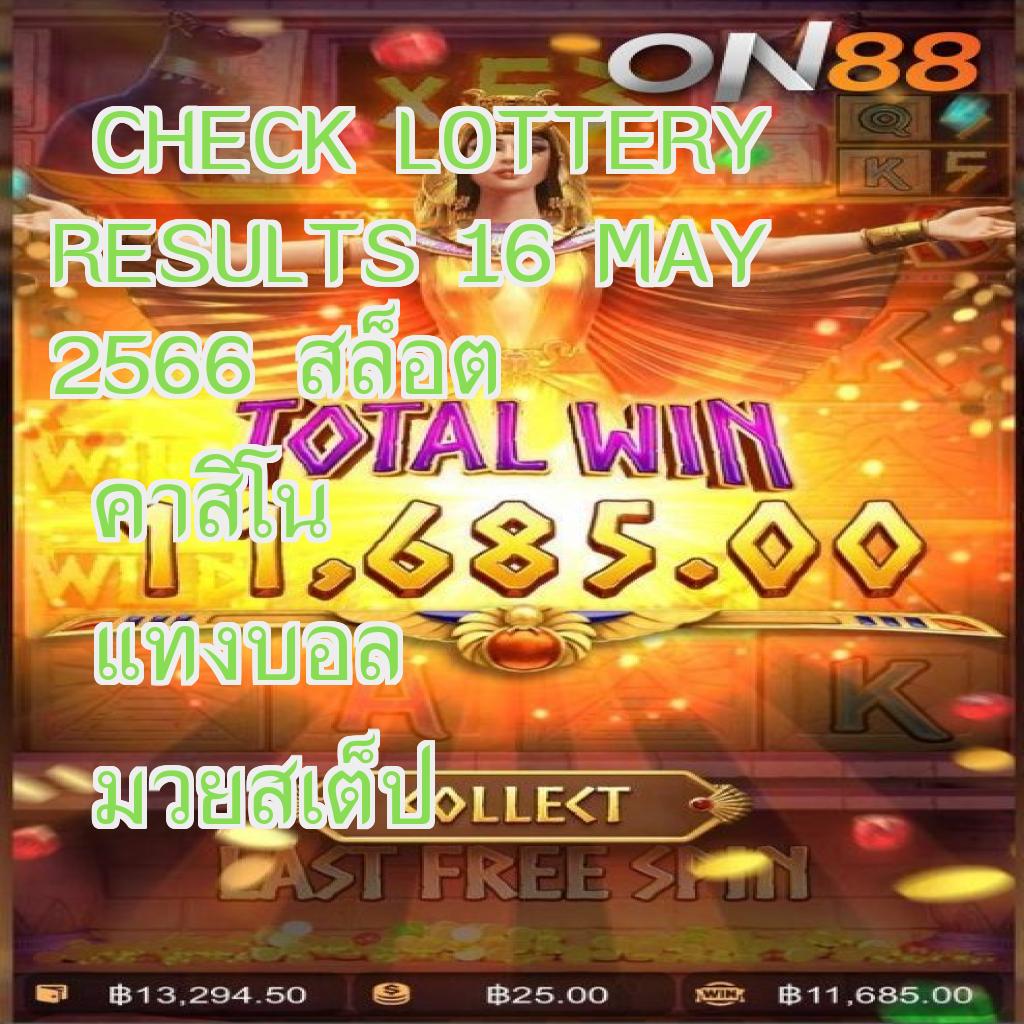 ON88
CHECK LOTTERY
RESULTS 16 MAY
2566 สล็อต
TOTAL WIN
คาสิโน
11,685.00
แทงบอล
K
มวยสเต็ป
COLLECT
LAST FREE SPIN
฿13,294.50 ฿25.00 WIN ฿11,685.00